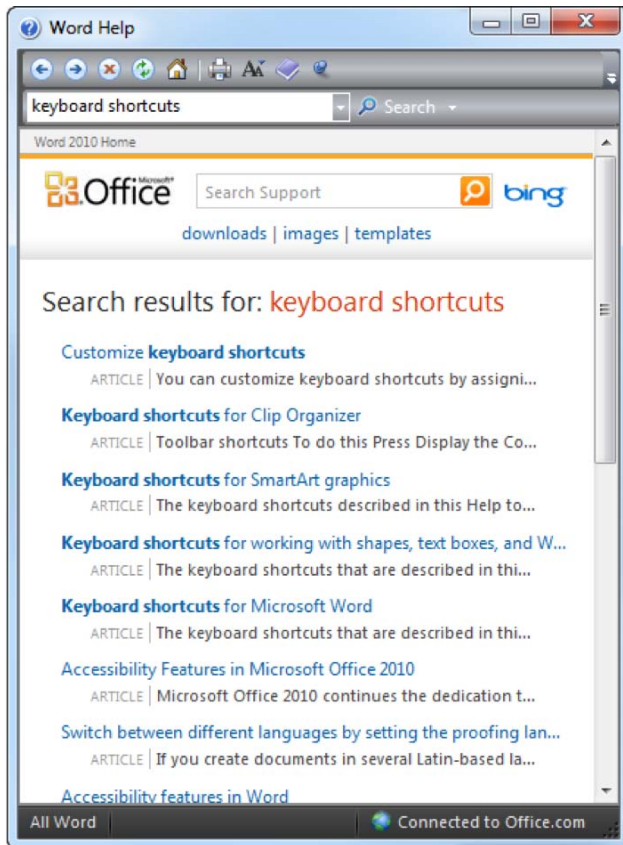 Word Help
keyboard shortcuts Search
Word 2010 Home
Microsoft® Office Search Support bing
downloads | images | templates
Search results for: keyboard shortcuts
Customize keyboard shortcuts
ARTICLE | You can customize keyboard shortcuts by assigni...
Keyboard shortcuts for Clip Organizer
ARTICLE | Toolbar shortcuts To do this Press Display the Co...
Keyboard shortcuts for SmartArt graphics
ARTICLE | The keyboard shortcuts described in this Help to...
Keyboard shortcuts for working with shapes, text boxes, and W...
ARTICLE | The keyboard shortcuts that are described in thi...
Keyboard shortcuts for Microsoft Word
ARTICLE | The keyboard shortcuts that are described in thi...
Accessibility Features in Microsoft Office 2010
ARTICLE | Microsoft Office 2010 continues the dedication t...
Switch between different languages by setting the proofing lan...
ARTICLE | If you create documents in several Latin-based la...
Accessibility features in Word
All Word Connected to Office.com